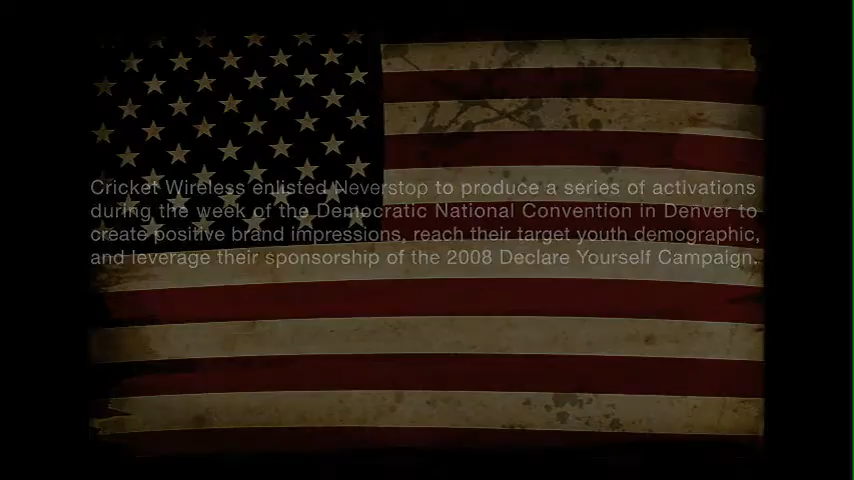 Cricket Wireless enlisted Neverstop to produce a series of activations
during the week of the Democratic National Convention in Denver to
create positive brand impressions, reach their target youth demographic,
and leverage their sponsorship of the 2008 Declare Yourself Campaign.